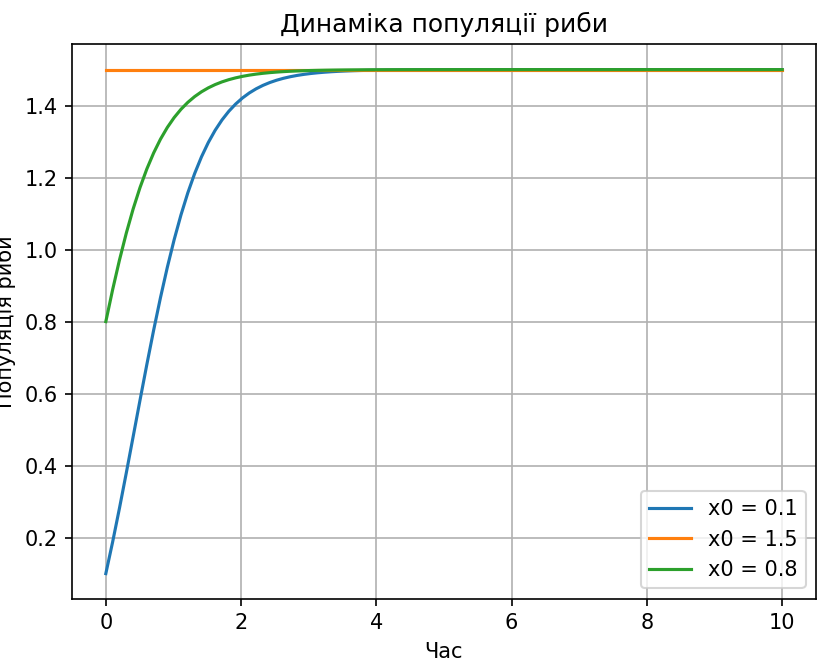 Динаміка популяції риби
Популяція риби
1.4
1.2
1.0
0.8
0.6
0.4
0.2
0 2 4 6 8 10
Час
x0 = 0.1
x0 = 1.5
x0 = 0.8